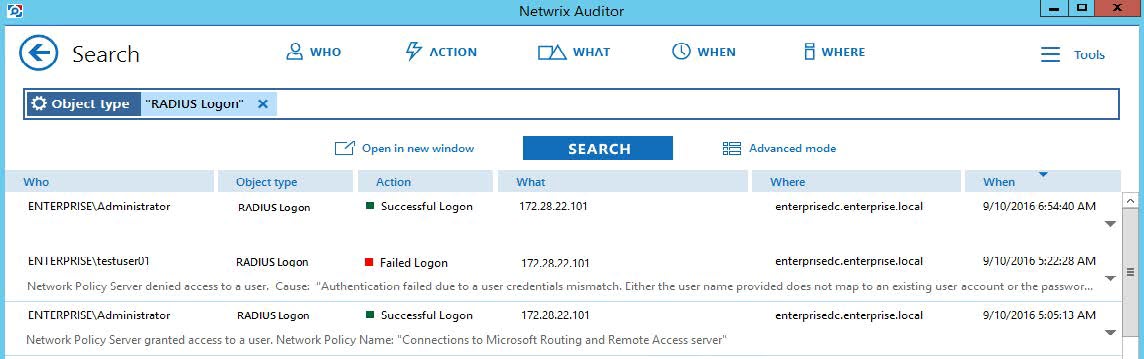 Netwrix Auditor
Search WHO ACTION WHAT WHEN WHERE Tools
Object type "RADIUS Logon"
Open in new window SEARCH Advanced mode
Who Object type Action What Where When
ENTERPRISE\Administrator RADIUS Logon Successful Logon 172.28.22.101 enterprisedc.enterprise.local 9/10/2016 6:54:40 AM
ENTERPRISE\testuser01 RADIUS Logon Failed Logon 172.28.22.101 enterprisedc.enterprise.local 9/10/2016 5:22:28 AM
Network Policy Server denied access to a user. Cause: "Authentication failed due to a user credentials mismatch. Either the user name provided does not map to an existing user account or the passwor...
ENTERPRISE\Administrator RADIUS Logon Successful Logon 172.28.22.101 enterprisedc.enterprise.local 9/10/2016 5:05:13 AM
Network Policy Server granted access to a user. Network Policy Name: "Connections to Microsoft Routing and Remote Access server"